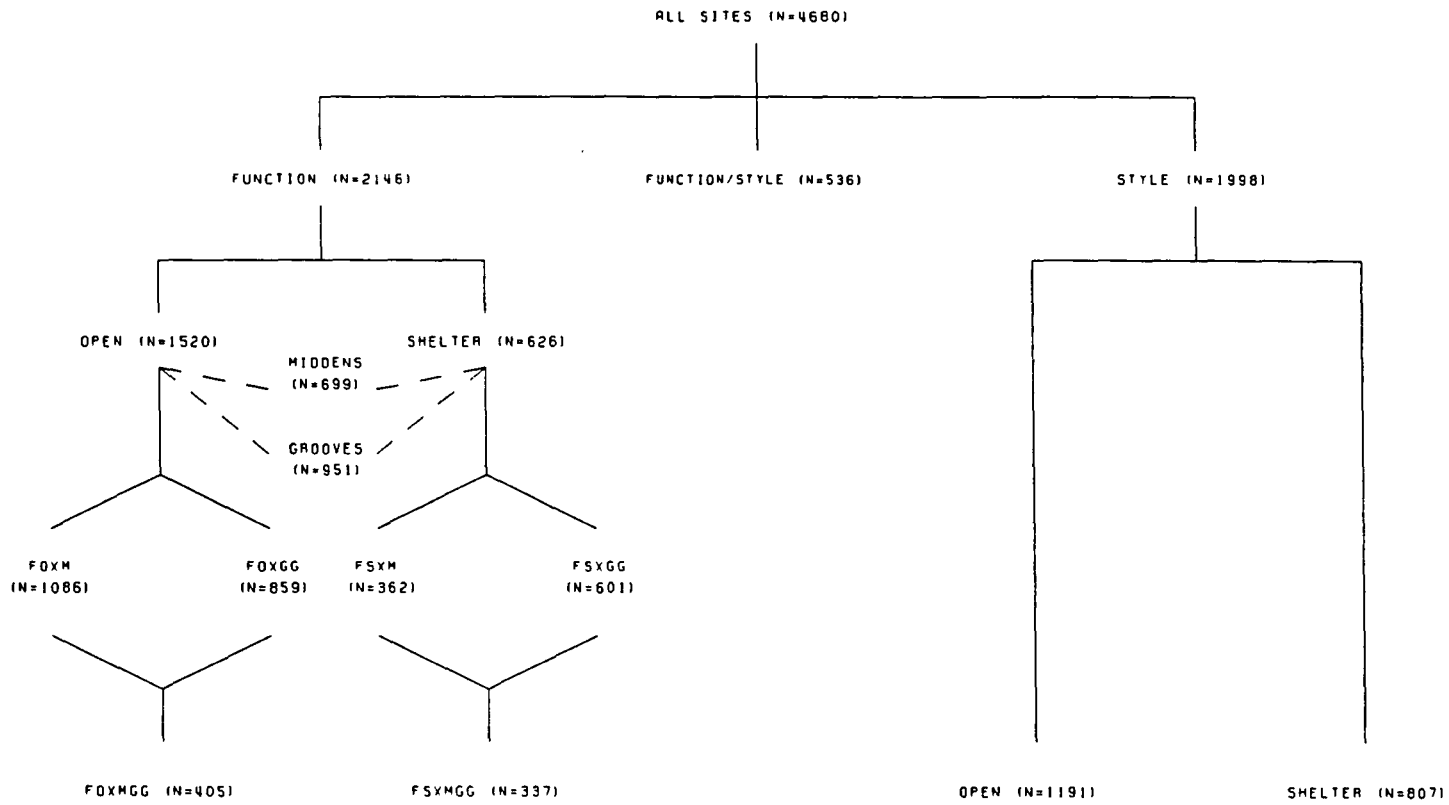 ALL SITES (N=4680)
FUNCTION (N=2146)
FUNCTION/STYLE (N=536)
STYLE (N=1998)
OPEN (N=1520)
SHELTER (N=626)
MIDDENS
(N=699)
GROOVES
(N=951)
FOXM
(N=1086)
FOXGG
(N=859)
FSXM
(N=362)
FSXGG
(N=601)
FOXMGG (N=405)
FSXMGG (N=337)
OPEN (N=1191)
SHELTER (N=807)